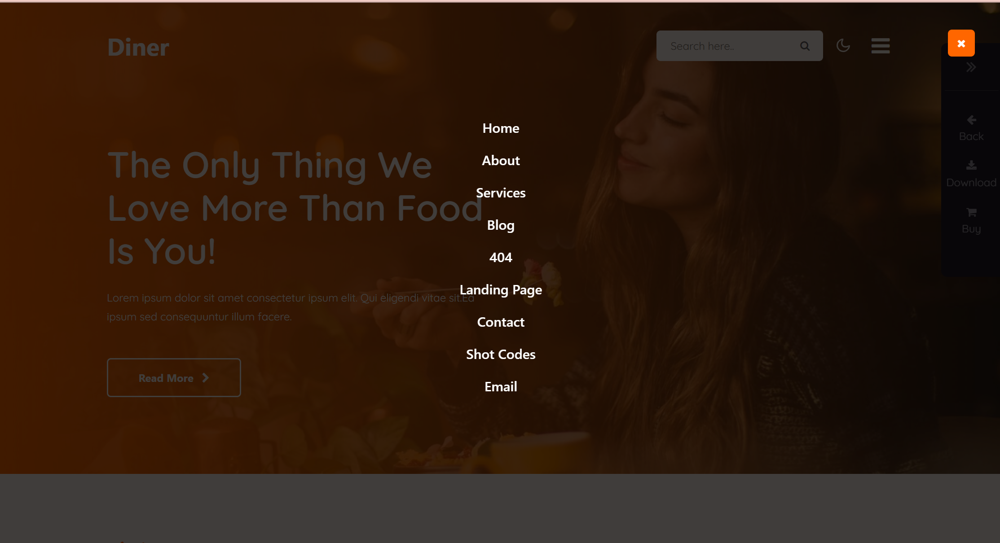 Diner
Search here..
Home
About
Services
Blog
404
Landing Page
Contact
Shot Codes
Email
The Only Thing We
Love More Than Food
Is You!
Lorem ipsum dolor sit amet consectetur ipsum elit. Qui eligendi vitae sit.Ea
ipsum sed consequuntur illum facere.
Read More
Back
Download
Buy